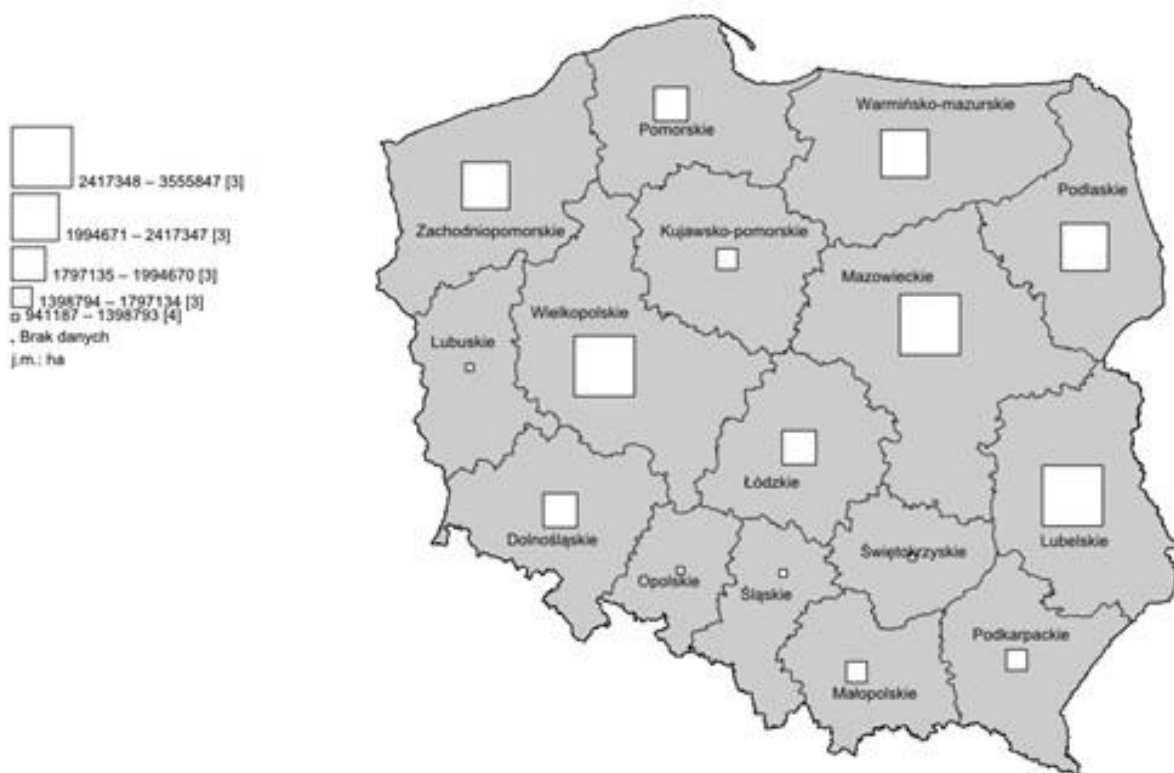 2417348 – 3555847 [3]
1994671 – 2417347 [3]
1797135 – 1994670 [3]
1398794 – 1797134 [3]
941187 – 1398793 [4]
Brak danych
j.m.: ha
Warmińsko-mazurskie
Pomorskie
Podlaskie
Zachodniopomorskie
Kujawsko-pomorskie
Mazowieckie
Wielkopolskie
Lubuskie
Łódzkie
Dolnośląskie
Lubelskie
Świętokrzyskie
Opolskie
Śląskie
Podkarpackie
Małopolskie